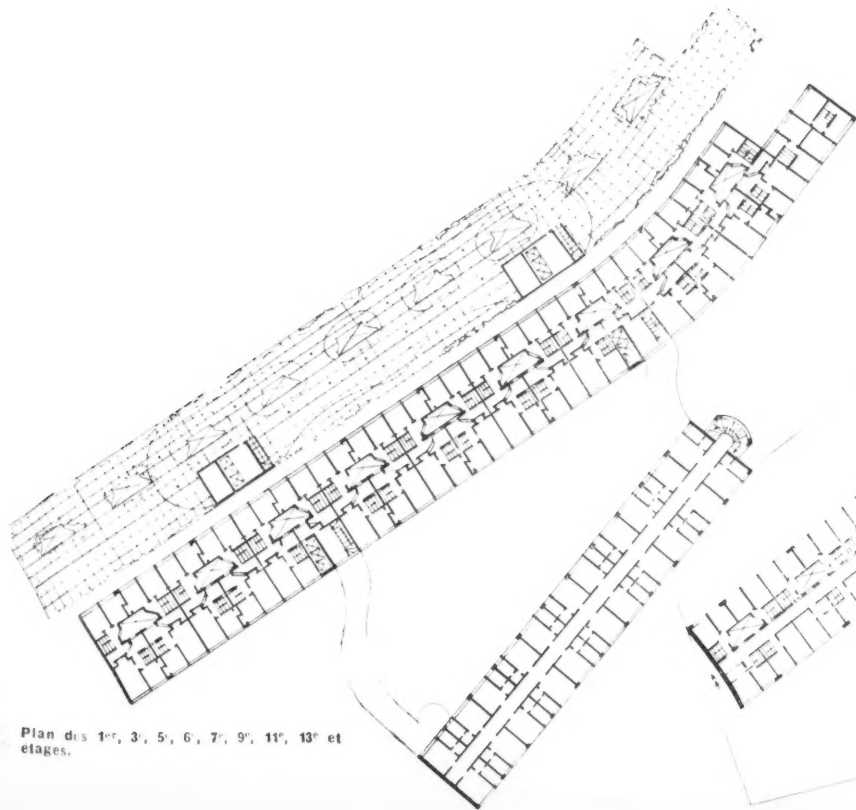 Plan des 1er, 3e, 5e, 6e, 7e, 9e, 11e, 13e et
etages.